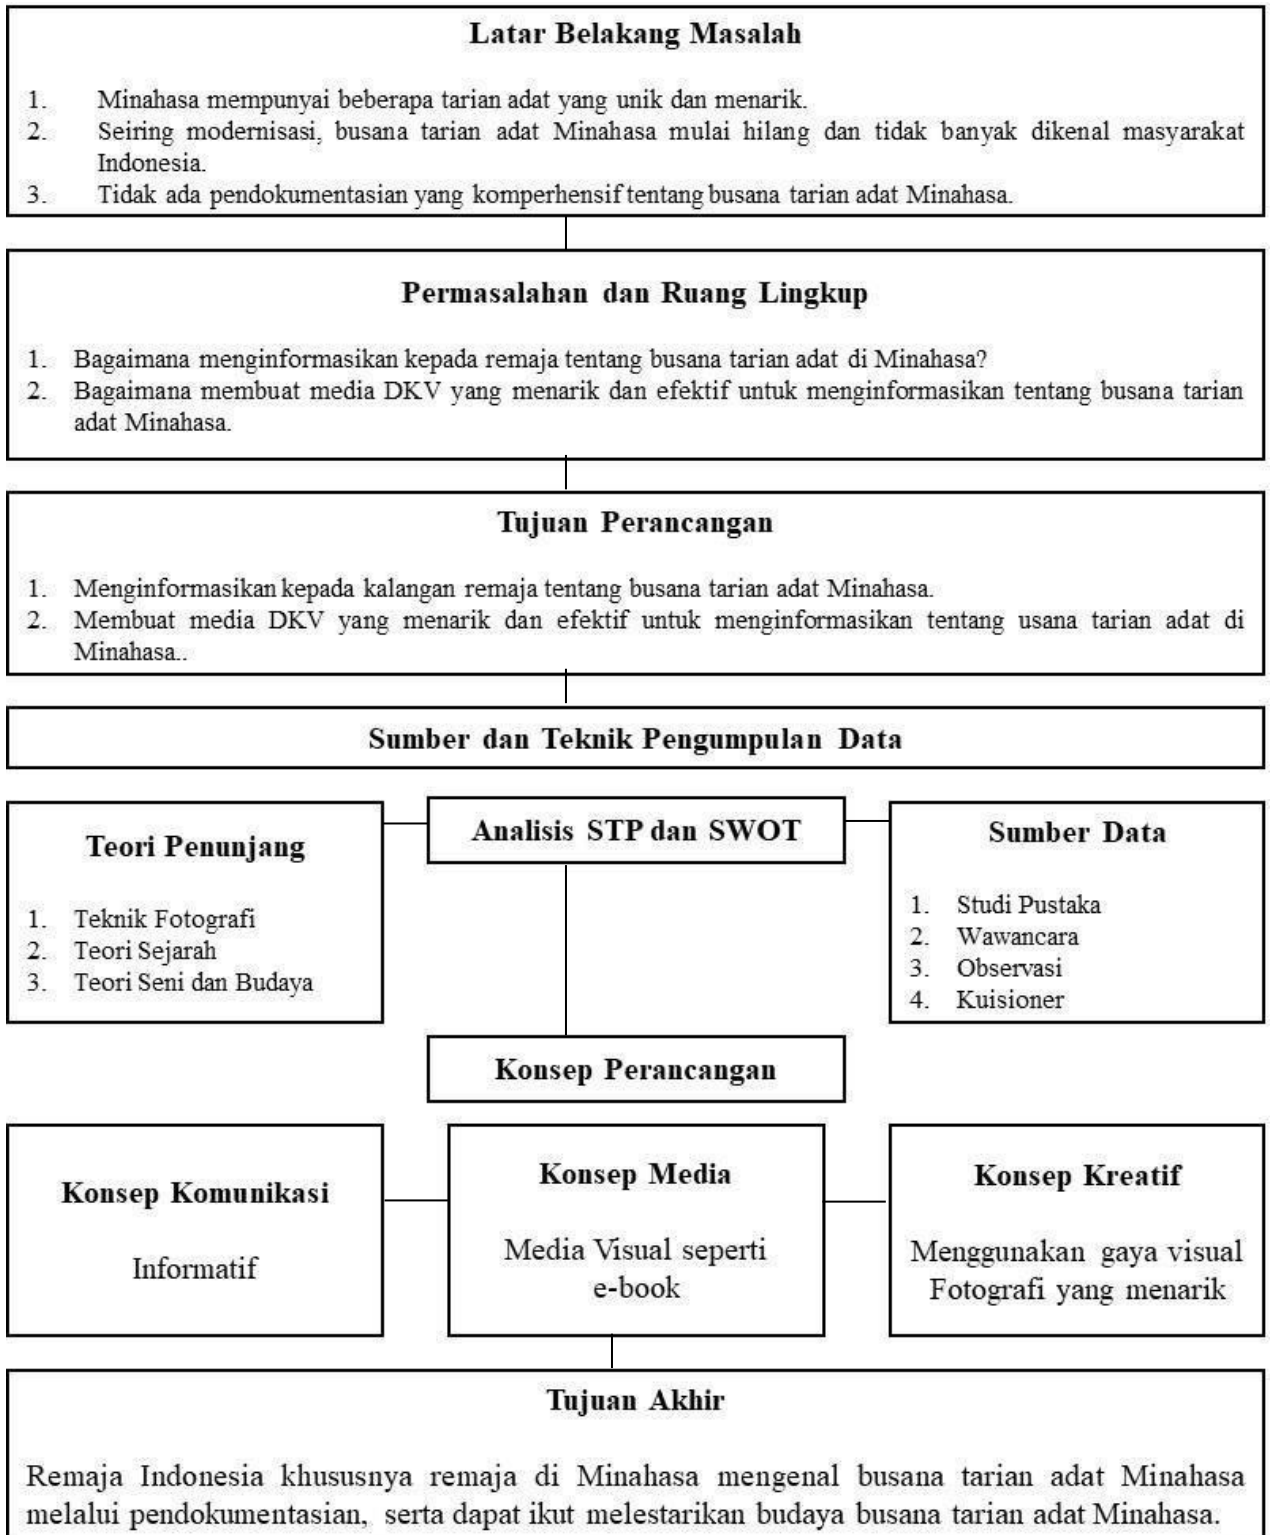 Latar Belakang Masalah
1. Minahasa mempunyai beberapa tarian adat yang unik dan menarik.
2. Seiring modernisasi, busana tarian adat Minahasa mulai hilang dan tidak banyak dikenal masyarakat
Indonesia.
3. Tidak ada pendokumentasian yang komperhensif tentang busana tarian adat Minahasa.
Permasalahan dan Ruang Lingkup
1. Bagaimana menginformasikan kepada remaja tentang busana tarian adat di Minahasa?
2. Bagaimana membuat media DKV yang menarik dan efektif untuk menginformasikan tentang busana tarian
adat Minahasa.
Tujuan Perancangan
1. Menginformasikan kepada kalangan remaja tentang busana tarian adat Minahasa.
2. Membuat media DKV yang menarik dan efektif untuk menginformasikan tentang usana tarian adat di
Minahasa..
Sumber dan Teknik Pengumpulan Data
Teori Penunjang
1. Teknik Fotografi
2. Teori Sejarah
3. Teori Seni dan Budaya
Analisis STP dan SWOT
Sumber Data
1. Studi Pustaka
2. Wawancara
3. Observasi
4. Kuisioner
Konsep Perancangan
Konsep Komunikasi
Informatif
Konsep Media
Media Visual seperti
e-book
Konsep Kreatif
Menggunakan gaya visual
Fotografi yang menarik
Tujuan Akhir
Remaja Indonesia khususnya remaja di Minahasa mengenal busana tarian adat Minahasa
melalui pendokumentasian, serta dapat ikut melestarikan budaya busana tarian adat Minahasa.